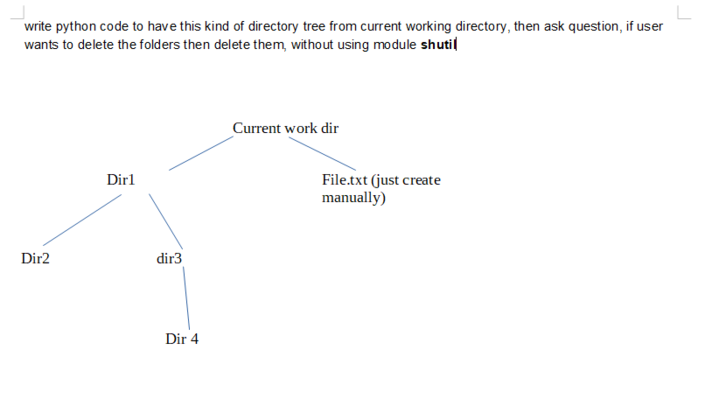 write python code to have this kind of directory tree from current working directory, then ask question, if user
wants to delete the folders then delete them, without using module shutil
Current work dir
Dir1
File.txt (just create
manually)
Dir2
dir3
Dir 4